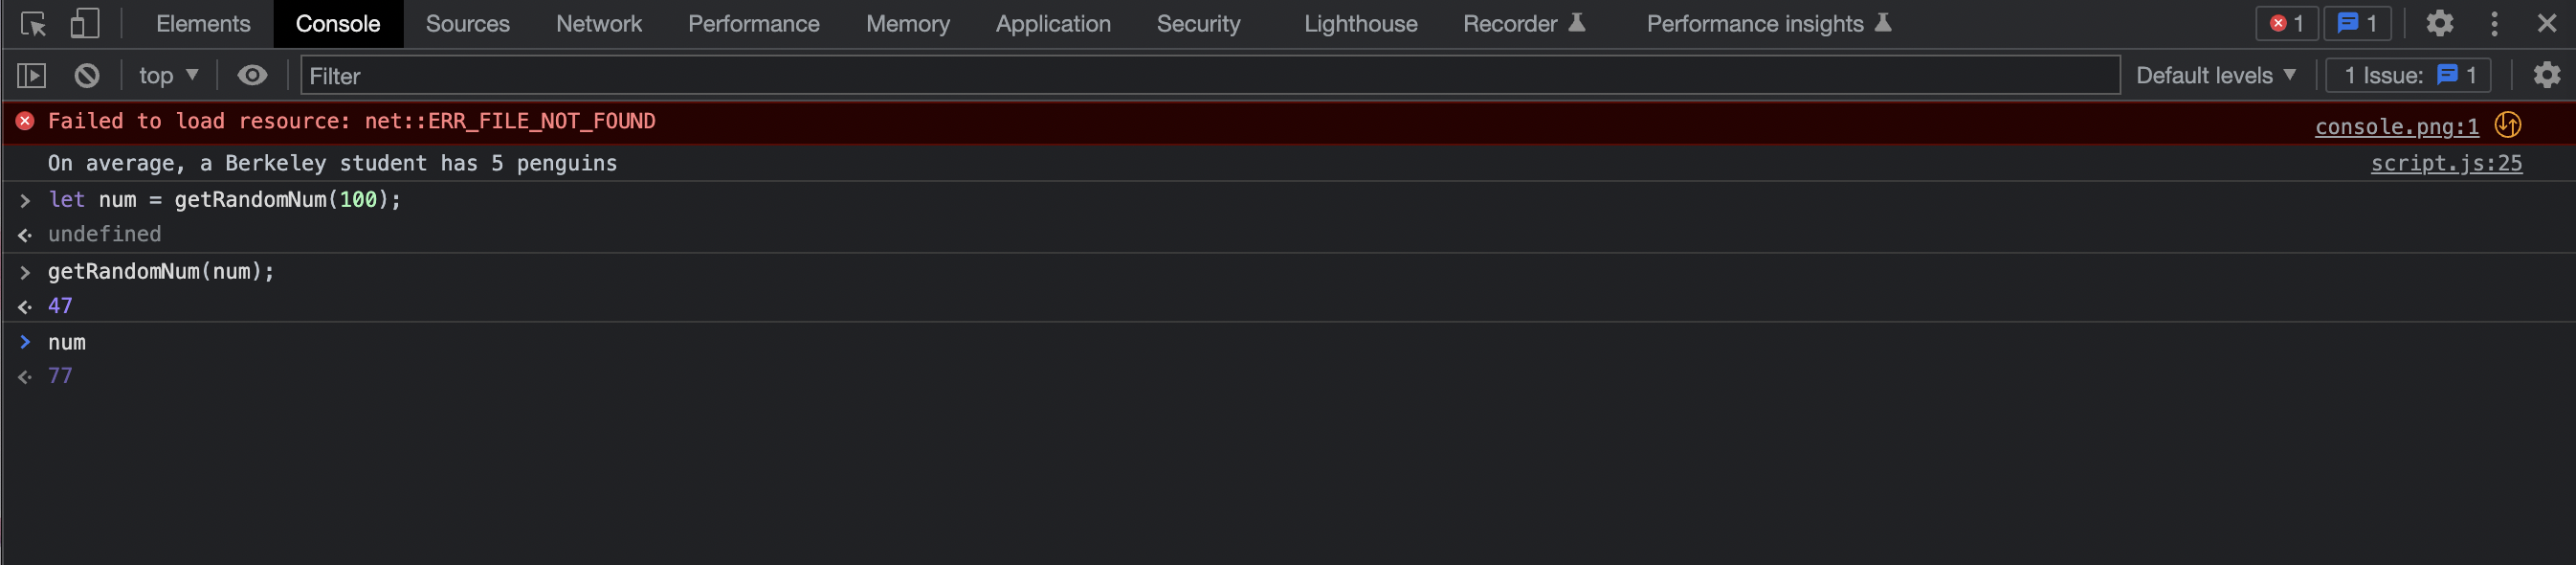 Elements Console Sources Network Performance Memory Application Security Lighthouse Recorder Performance insights 1 1
top Filter Default levels 1 Issue: 1
Failed to load resource: net::ERR_FILE_NOT_FOUND console.png:1
On average, a Berkeley student has 5 penguins script.js:25
> let num = getRandomNum(100);
undefined
> getRandomNum(num);
47
> num
77